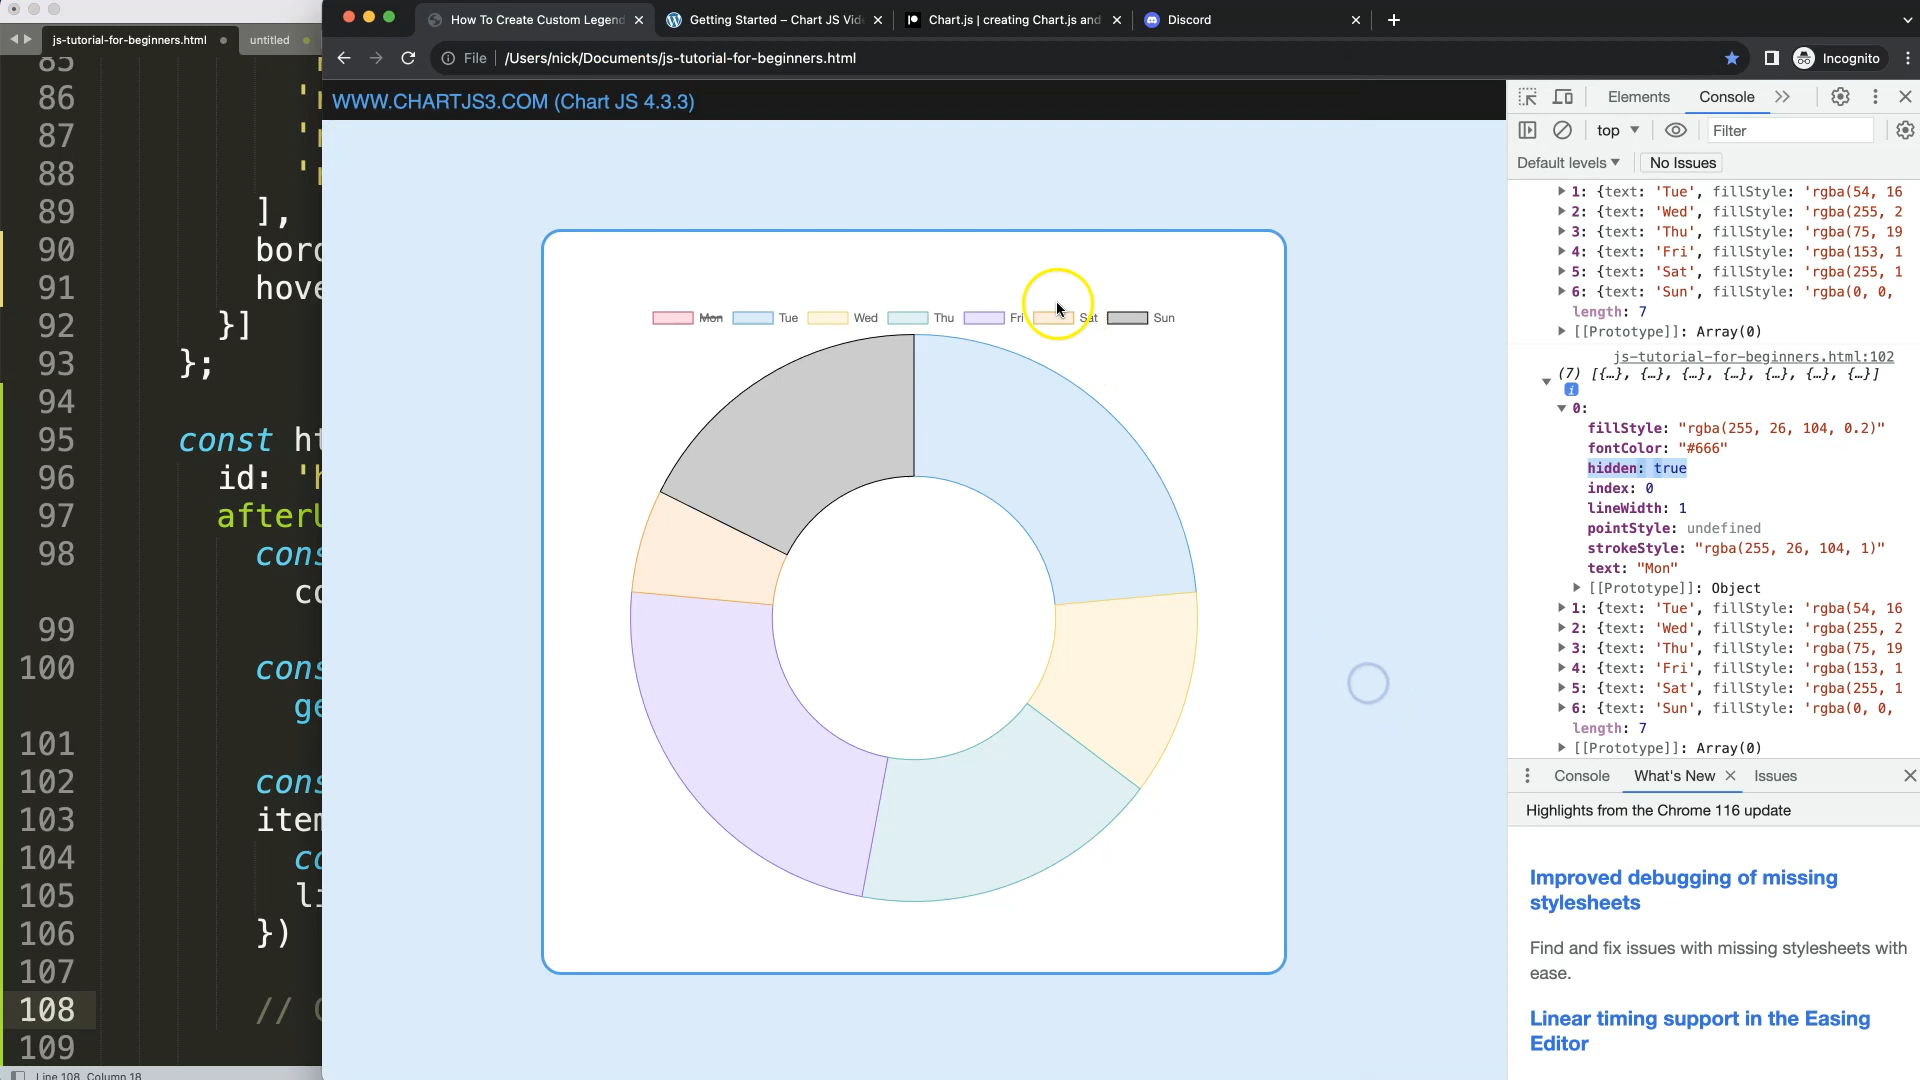 js-tutorial-for-beginners.html
untitled
85
86
87
88
89 ],
90
91
92 }]
93 };
94
95 const
96 id:
97
98
99
100
101
102
103
104
105
106 })
107
108 //
109
Line 108, Column 18
How To Create Custom Legend
Getting Started – Chart JS Vid
Chart.js | creating Chart.js and
Discord
File /Users/nick/Documents/js-tutorial-for-beginners.html
Incognito
WWW.CHARTJS3.COM (Chart JS 4.3.3)
Mon Tue Wed Thu Fri Sat Sun
Elements Console
top Filter
Default levels No Issues
1: {text: 'Tue', fillStyle: 'rgba(54, 16
2: {text: 'Wed', fillStyle: 'rgba(255, 2
3: {text: 'Thu', fillStyle: 'rgba(75, 19
4: {text: 'Fri', fillStyle: 'rgba(153, 1
5: {text: 'Sat', fillStyle: 'rgba(255, 1
6: {text: 'Sun', fillStyle: 'rgba(0, 0,
length: 7
[[Prototype]]: Array(0)
js-tutorial-for-beginners.html:102
(7) [{…}, {…}, {…}, {…}, {…}, {…}, {…}]
i
0:
fillStyle: "rgba(255, 26, 104, 0.2)"
fontColor: "#666"
hidden: true
index: 0
lineWidth: 1
pointStyle: undefined
strokeStyle: "rgba(255, 26, 104, 1)"
text: "Mon"
[[Prototype]]: Object
1: {text: 'Tue', fillStyle: 'rgba(54, 16
2: {text: 'Wed', fillStyle: 'rgba(255, 2
3: {text: 'Thu', fillStyle: 'rgba(75, 19
4: {text: 'Fri', fillStyle: 'rgba(153, 1
5: {text: 'Sat', fillStyle: 'rgba(255, 1
6: {text: 'Sun', fillStyle: 'rgba(0, 0,
length: 7
[[Prototype]]: Array(0)
Console What's New Issues
Highlights from the Chrome 116 update
Improved debugging of missing
stylesheets
Find and fix issues with missing stylesheets with
ease.
Linear timing support in the Easing
Editor